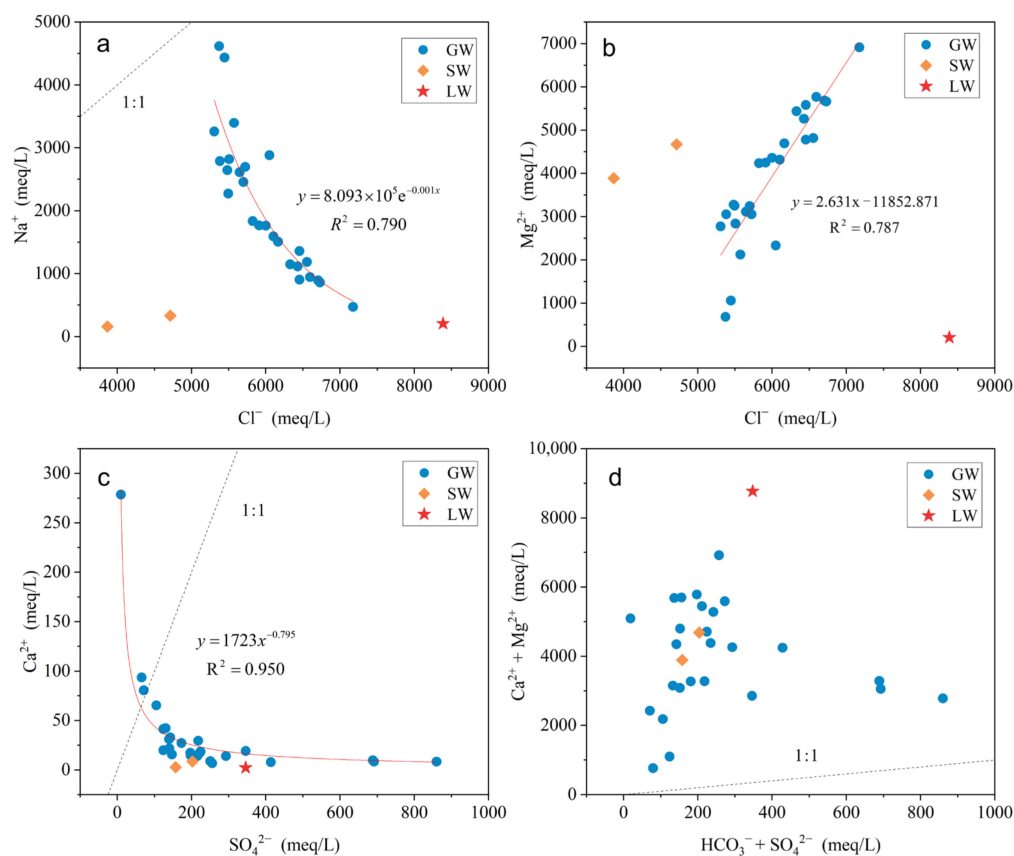 a
GW
SW
LW
1:1
y = 8.093×10⁵e⁻⁰·⁰⁰¹ˣ
R² = 0.790
5000
4000
3000
2000
1000
0
Na⁺ (meq/L)
4000 5000 6000 7000 8000 9000
Cl⁻ (meq/L)
b
GW
SW
LW
y = 2.631x −11852.871
R² = 0.787
7000
6000
5000
4000
3000
2000
1000
0
Mg²⁺ (meq/L)
4000 5000 6000 7000 8000 9000
Cl⁻ (meq/L)
c
GW
SW
LW
1:1
y = 1723x⁻⁰·⁷⁹⁵
R² = 0.950
300
250
200
150
100
50
0
Ca²⁺ (meq/L)
0 200 400 600 800 1000
SO₄²⁻ (meq/L)
d
GW
SW
LW
1:1
10,000
8000
6000
4000
2000
0
Ca²⁺ + Mg²⁺ (meq/L)
0 200 400 600 800 1000
HCO₃⁻ + SO₄²⁻ (meq/L)